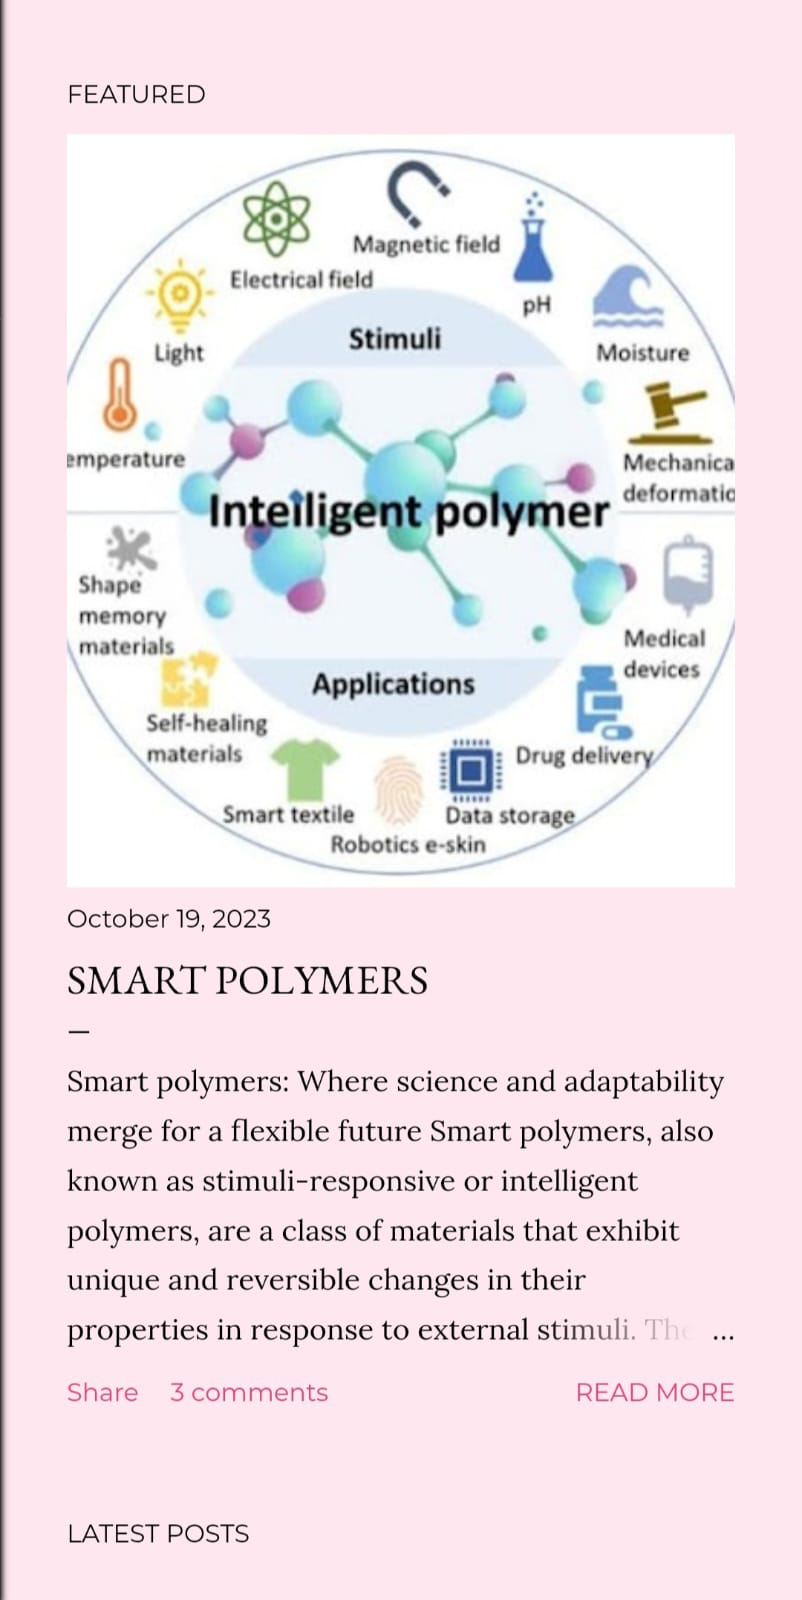 FEATURED
Magnetic field
Electrical field
pH
Stimuli
Light
Moisture
emperature
Mechanica
deformatic
Intelligent polymer
Shape
memory
materials
Medical
devices
Applications
Self-healing
materials
Drug delivery
Smart textile
Data storage
Robotics e-skin
October 19, 2023
SMART POLYMERS
Smart polymers: Where science and adaptability
merge for a flexible future Smart polymers, also
known as stimuli-responsive or intelligent
polymers, are a class of materials that exhibit
unique and reversible changes in their
properties in response to external stimuli. The ...
Share 3 comments READ MORE
LATEST POSTS